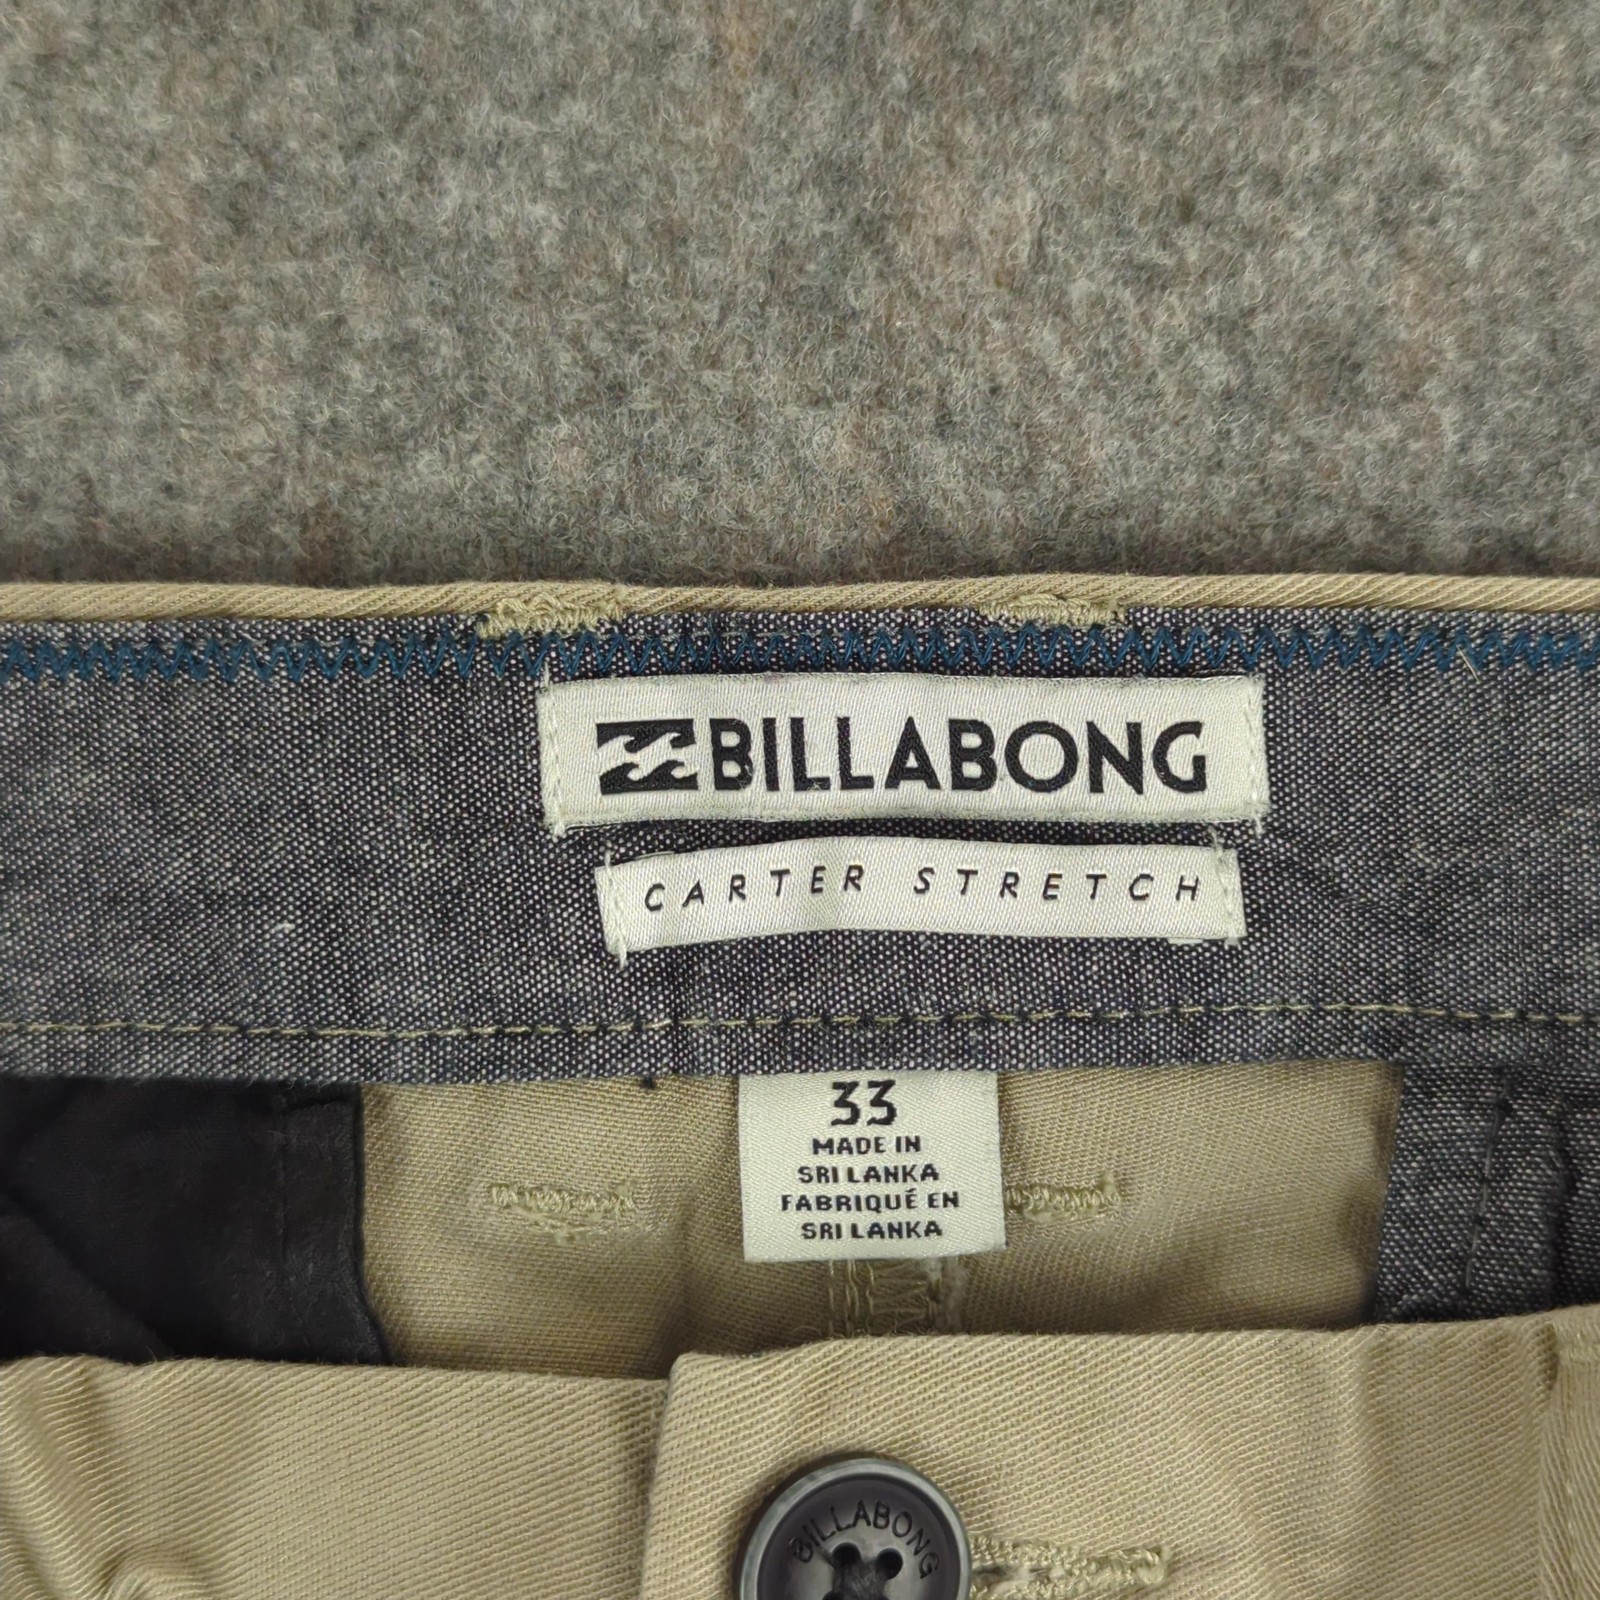 BILLABONG
CARTER STRETCH
33
MADE IN
SRI LANKA
FABRIQUÉ EN
SRI LANKA
BILLABONG